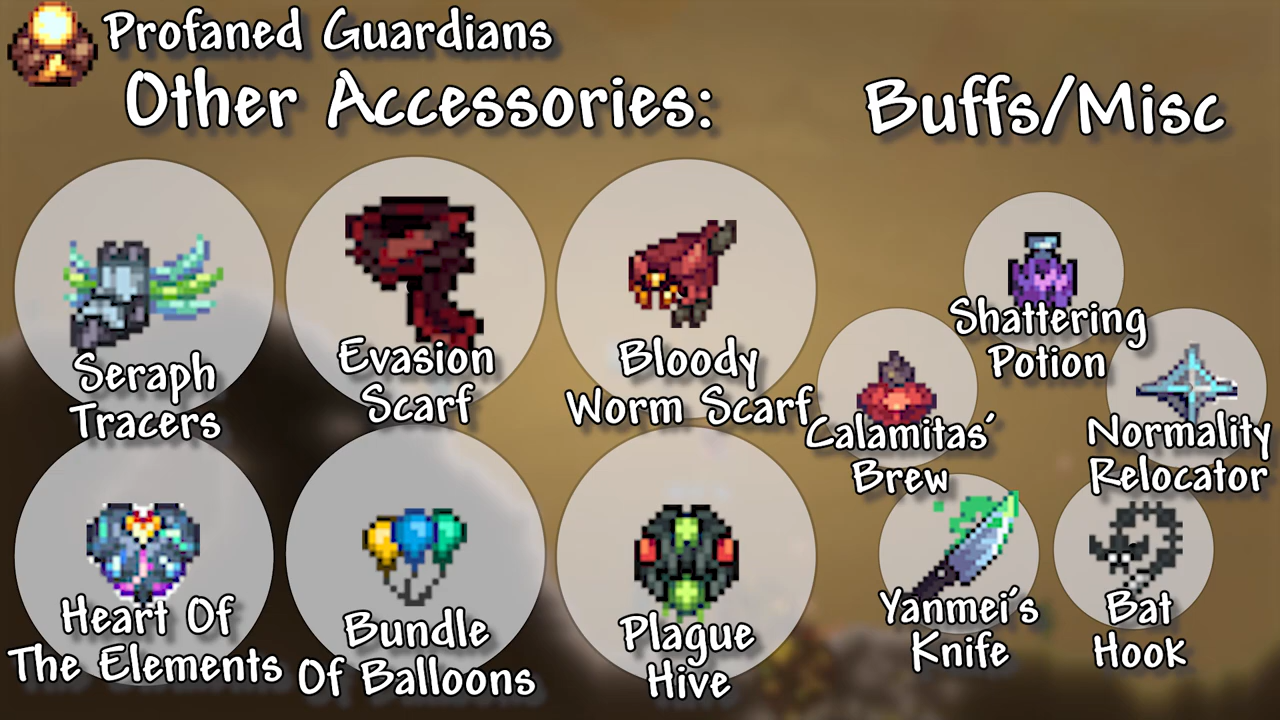 Profaned Guardians
Other Accessories:
Buffs/Misc
Seraph
Tracers
Evasion
Scarf
Bloody
Worm Scarf
Heart Of
The Elements
Bundle
Of Balloons
Plague
Hive
Shattering
Potion
Calamitas'
Brew
Normality
Relocator
Yanmei's
Knife
Bat
Hook